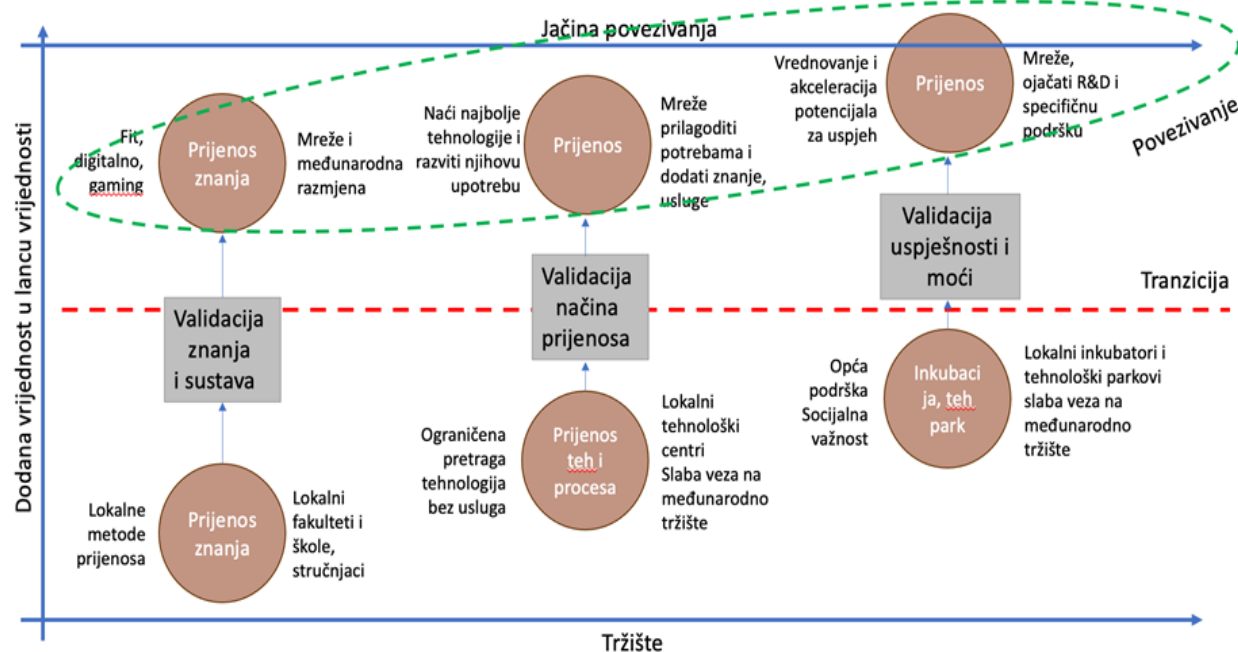 Jačina povezivanja
Dodana vrijednost u lancu vrijednosti
Fit,
digitalno,
gaming
Prijenos
znanja
Mreže i
međunarodna
razmjena
Naći najbolje
tehnologije i
razviti njihovu
upotrebu
Prijenos
Mreže
prilagoditi
potrebama i
dodati znanje,
usluge
Vrednovanje i
akceleracija
potencijala
za uspjeh
Prijenos
Mreže,
ojačati R&D i
specifičnu
podršku
Povezivanje
Validacija
znanja
i sustava
Validacija
načina
prijenosa
Validacija
uspješnosti i
moći
Tranzicija
Lokalne
metode
prijenosa
Prijenos
znanja
Lokalni
fakulteti i
škole,
stručnjaci
Ograničena
pretraga
tehnologija
bez usluga
Prijenos
teh i
procesa
Lokalni
tehnološki
centri
Slaba veza na
međunarodno
tržište
Opća
podrška
Socijalna
važnost
Inkubaci
ja, teh
park
Lokalni inkubatori i
tehnološki parkovi
slaba veza na
međunarodno
tržište
Tržište